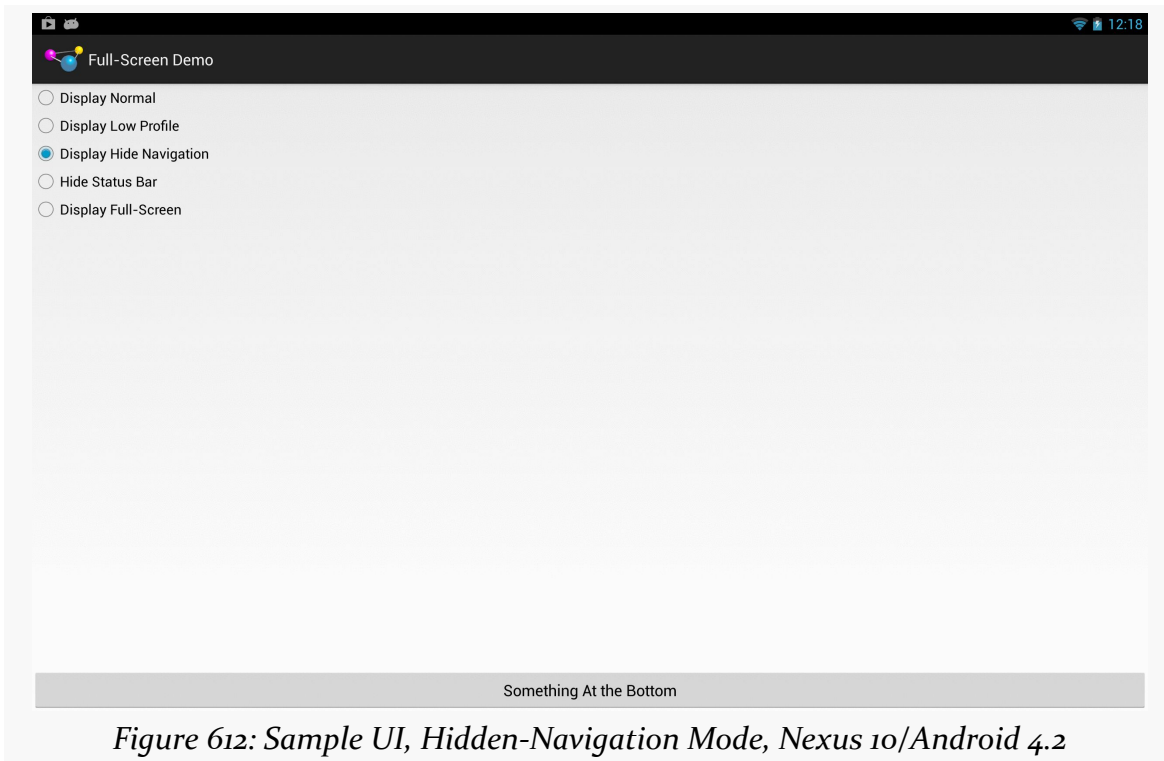 12:18
Full-Screen Demo
Display Normal
Display Low Profile
Display Hide Navigation
Hide Status Bar
Display Full-Screen
Something At the Bottom
Figure 612: Sample UI, Hidden-Navigation Mode, Nexus 10/Android 4.2